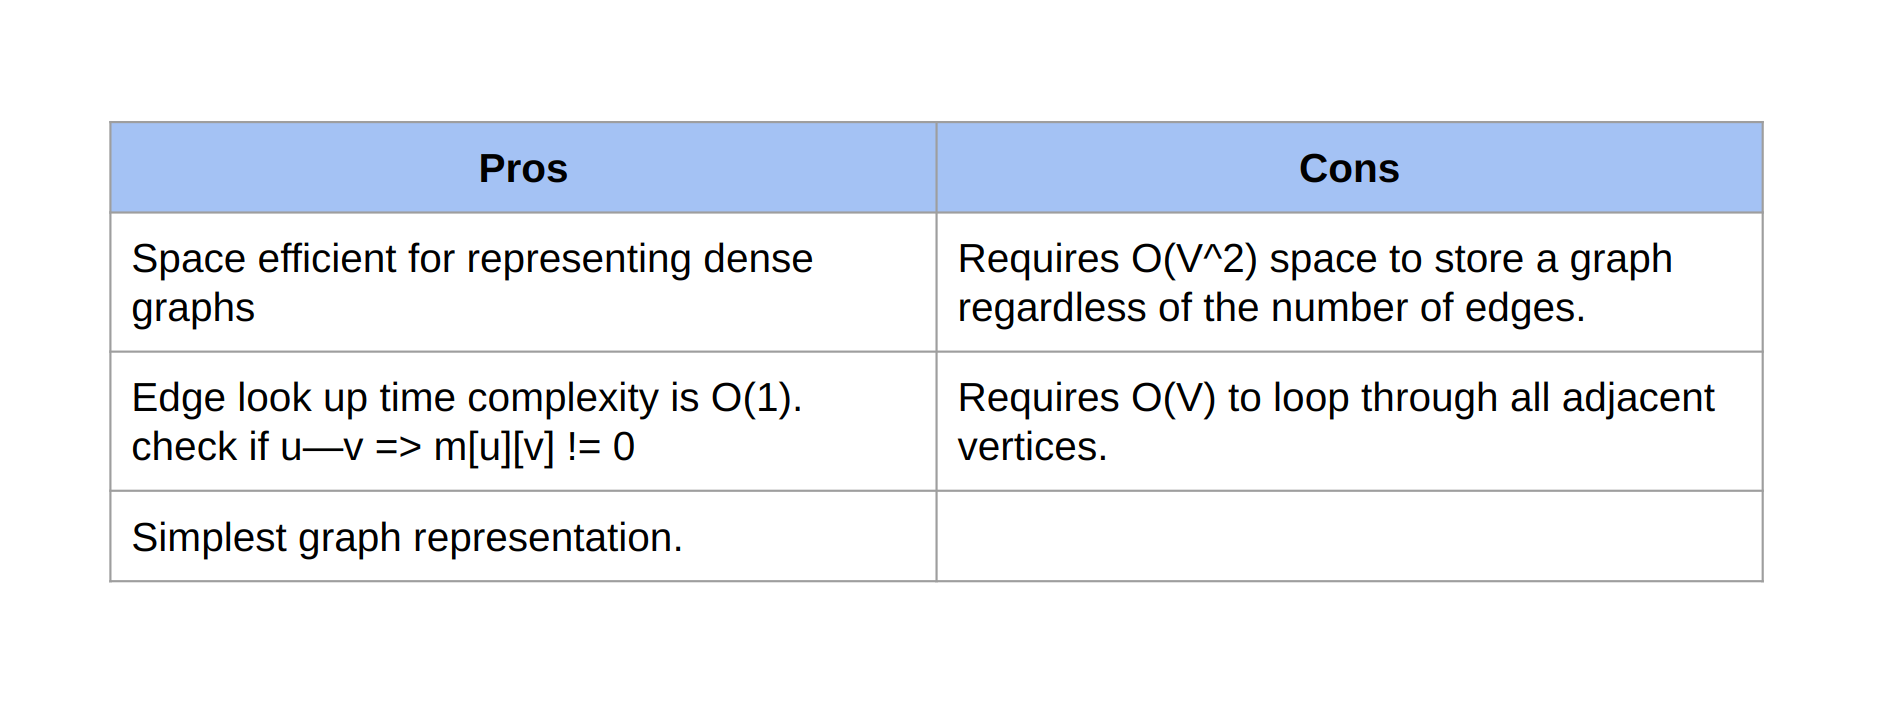 Pros
Cons
Space efficient for representing dense
graphs
Requires O(V^2) space to store a graph
regardless of the number of edges.
Edge look up time complexity is O(1).
check if u—v => m[u][v] != 0
Requires O(V) to loop through all adjacent
vertices.
Simplest graph representation.